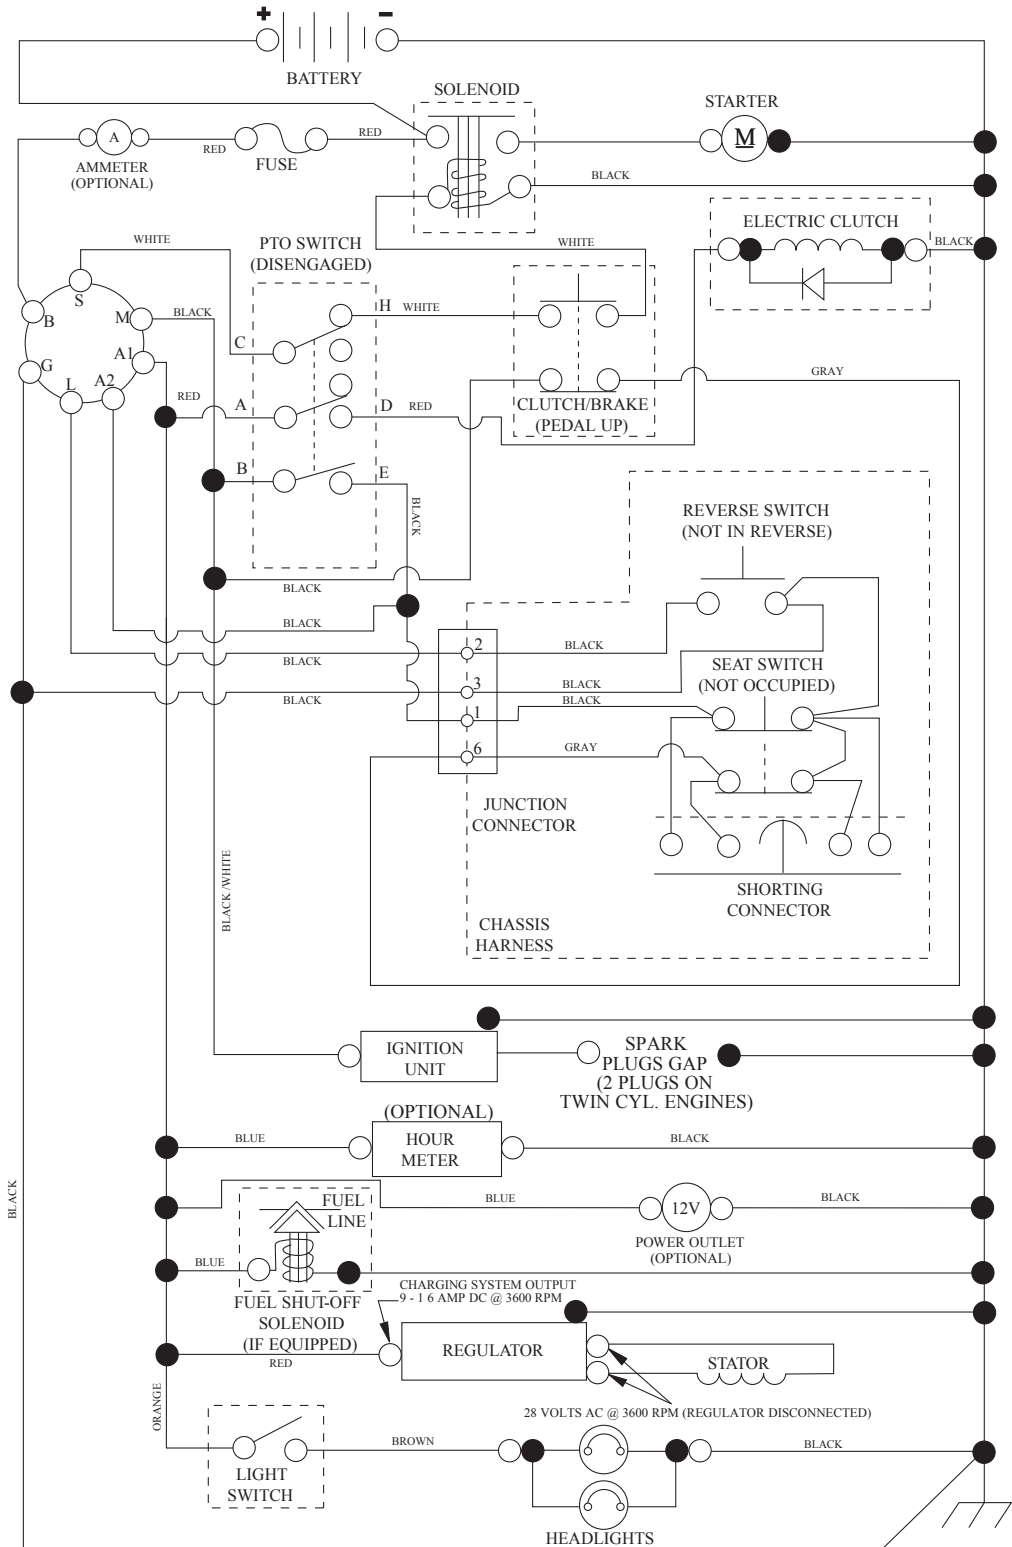 + −
BATTERY
SOLENOID
STARTER
A
RED
FUSE
RED
M
AMMETER
(OPTIONAL)
BLACK
ELECTRIC CLUTCH
BLACK
WHITE
PTO SWITCH
(DISENGAGED)
WHITE
S
B
M
BLACK
H
WHITE
C
A1
G
L
A2
RED
A
D
RED
GRAY
CLUTCH/BRAKE
(PEDAL UP)
B
E
BLACK
REVERSE SWITCH
(NOT IN REVERSE)
BLACK
BLACK
2
BLACK
BLACK
SEAT SWITCH
(NOT OCCUPIED)
3
BLACK
BLACK
BLACK
1
6
GRAY
JUNCTION
CONNECTOR
BLACK /WHITE
SHORTING
CONNECTOR
CHASSIS
HARNESS
IGNITION
UNIT
SPARK
PLUGS GAP
(2 PLUGS ON
TWIN CYL. ENGINES)
(OPTIONAL)
HOUR
METER
BLUE
BLACK
BLACK
FUEL
LINE
BLUE
12V
BLACK
POWER OUTLET
(OPTIONAL)
BLUE
CHARGING SYSTEM OUTPUT
9 - 1 6 AMP DC @ 3600 RPM
FUEL SHUT-OFF
SOLENOID
(IF EQUIPPED)
RED
REGULATOR
STATOR
28 VOLTS AC @ 3600 RPM (REGULATOR DISCONNECTED)
ORANGE
BROWN
BLACK
LIGHT
SWITCH
HEADLIGHTS